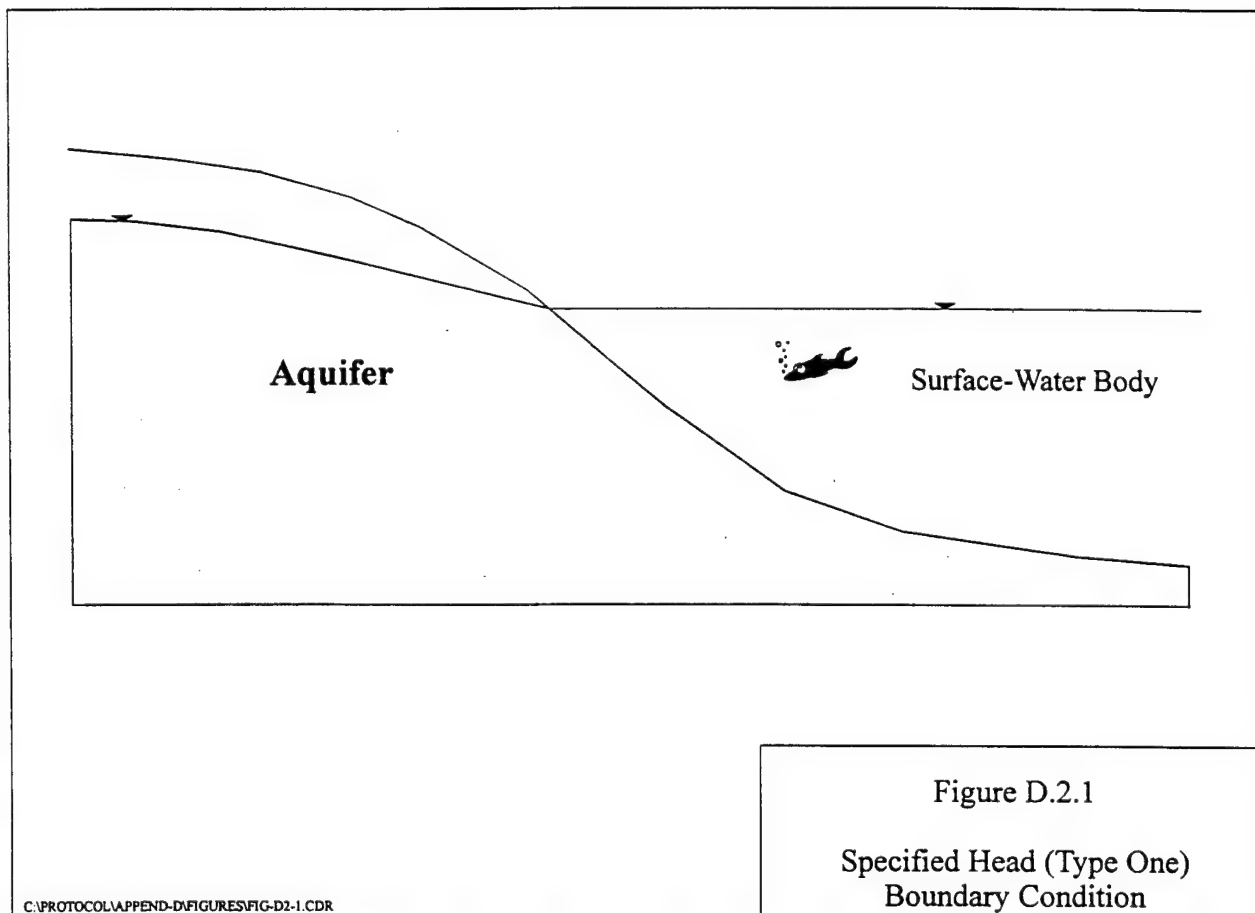 Aquifer
Surface-Water Body
Figure D.2.1
Specified Head (Type One)
Boundary Condition
C:\PROTOCOL\APPEND-D\FIGURES\FIG-D2-1.CDR